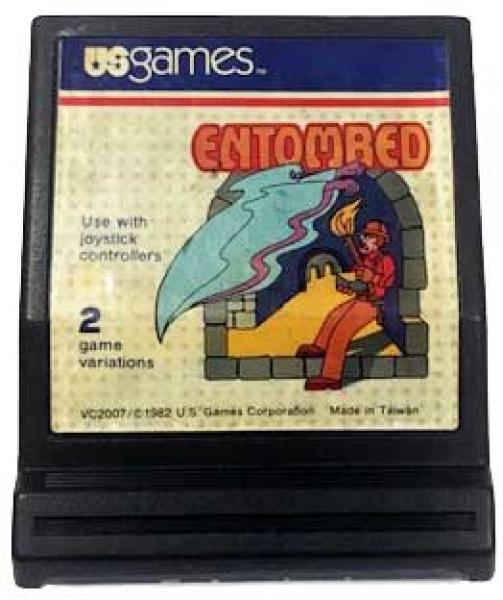 USgames™
ENTOMBED
Use with
joystick
controllers
2
game
variations
VC2007/©1982 U.S. Games Corporation Made in Taiwan